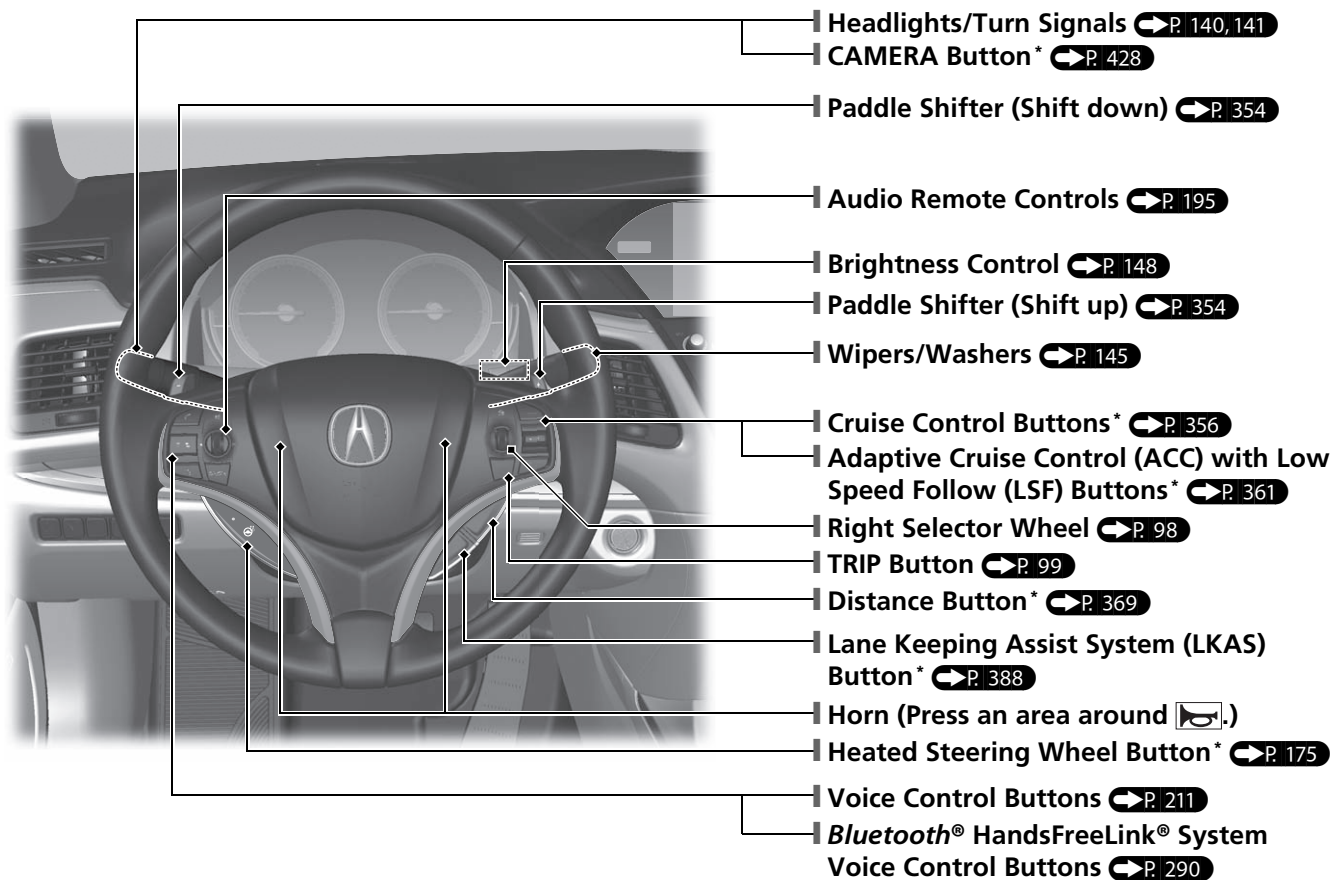 Headlights/Turn Signals P. 140, 141
CAMERA Button* P. 428
Paddle Shifter (Shift down) P. 354
Audio Remote Controls P. 195
Brightness Control P. 148
Paddle Shifter (Shift up) P. 354
Wipers/Washers P. 145
Cruise Control Buttons* P. 356
Adaptive Cruise Control (ACC) with Low
Speed Follow (LSF) Buttons* P. 361
Right Selector Wheel P. 98
TRIP Button P. 99
Distance Button* P. 369
Lane Keeping Assist System (LKAS)
Button* P. 388
Horn (Press an area around .)
Heated Steering Wheel Button* P. 175
Voice Control Buttons P. 211
Bluetooth® HandsFreeLink® System
Voice Control Buttons P. 290